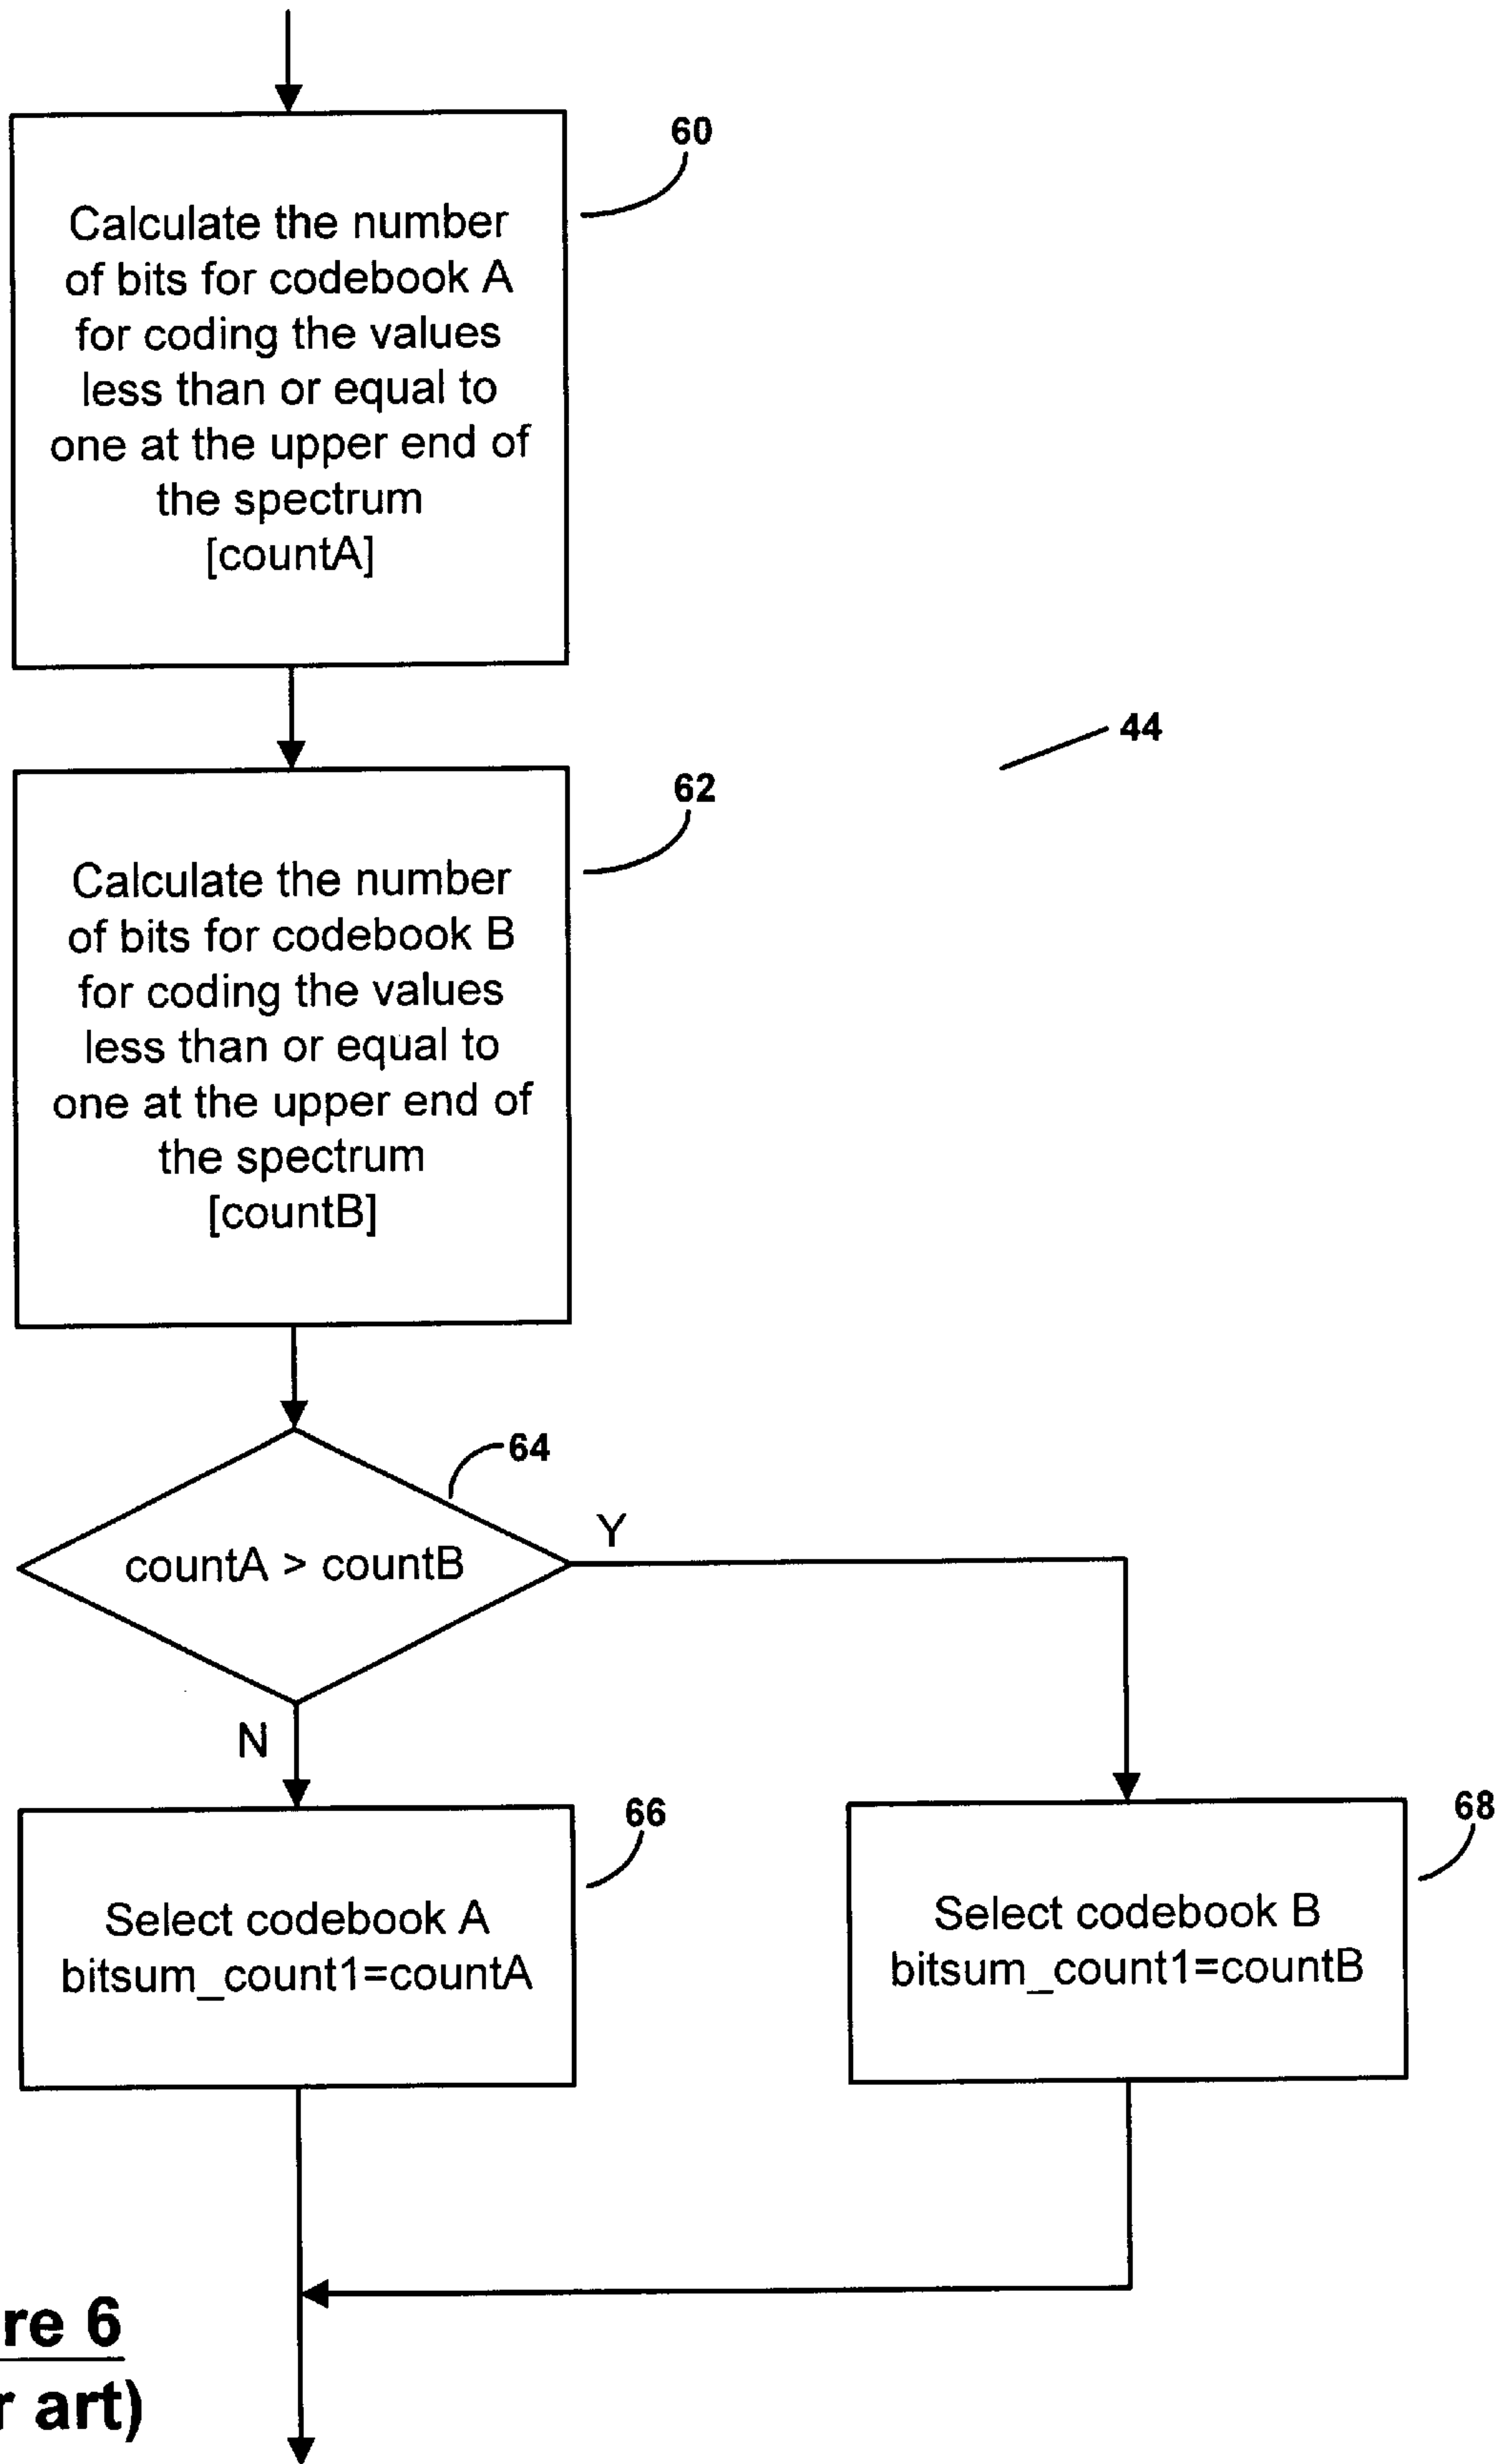 60
Calculate the number
of bits for codebook A
for coding the values
less than or equal to
one at the upper end of
the spectrum
[countA]
44
62
Calculate the number
of bits for codebook B
for coding the values
less than or equal to
one at the upper end of
the spectrum
[countB]
64
countA > countB
Y
N
66
68
Select codebook A
bitsum_count1=countA
Select codebook B
bitsum_count1=countB
re 6
r art)